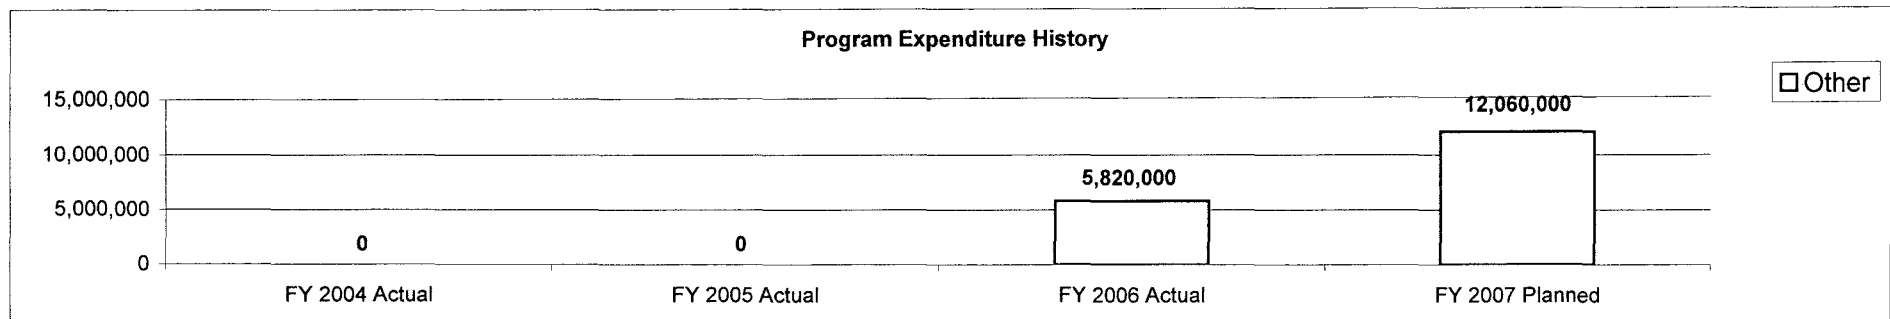 Program Expenditure History
Other
15,000,000
12,060,000
10,000,000
5,820,000
5,000,000
0
0
0
FY 2004 Actual
FY 2005 Actual
FY 2006 Actual
FY 2007 Planned